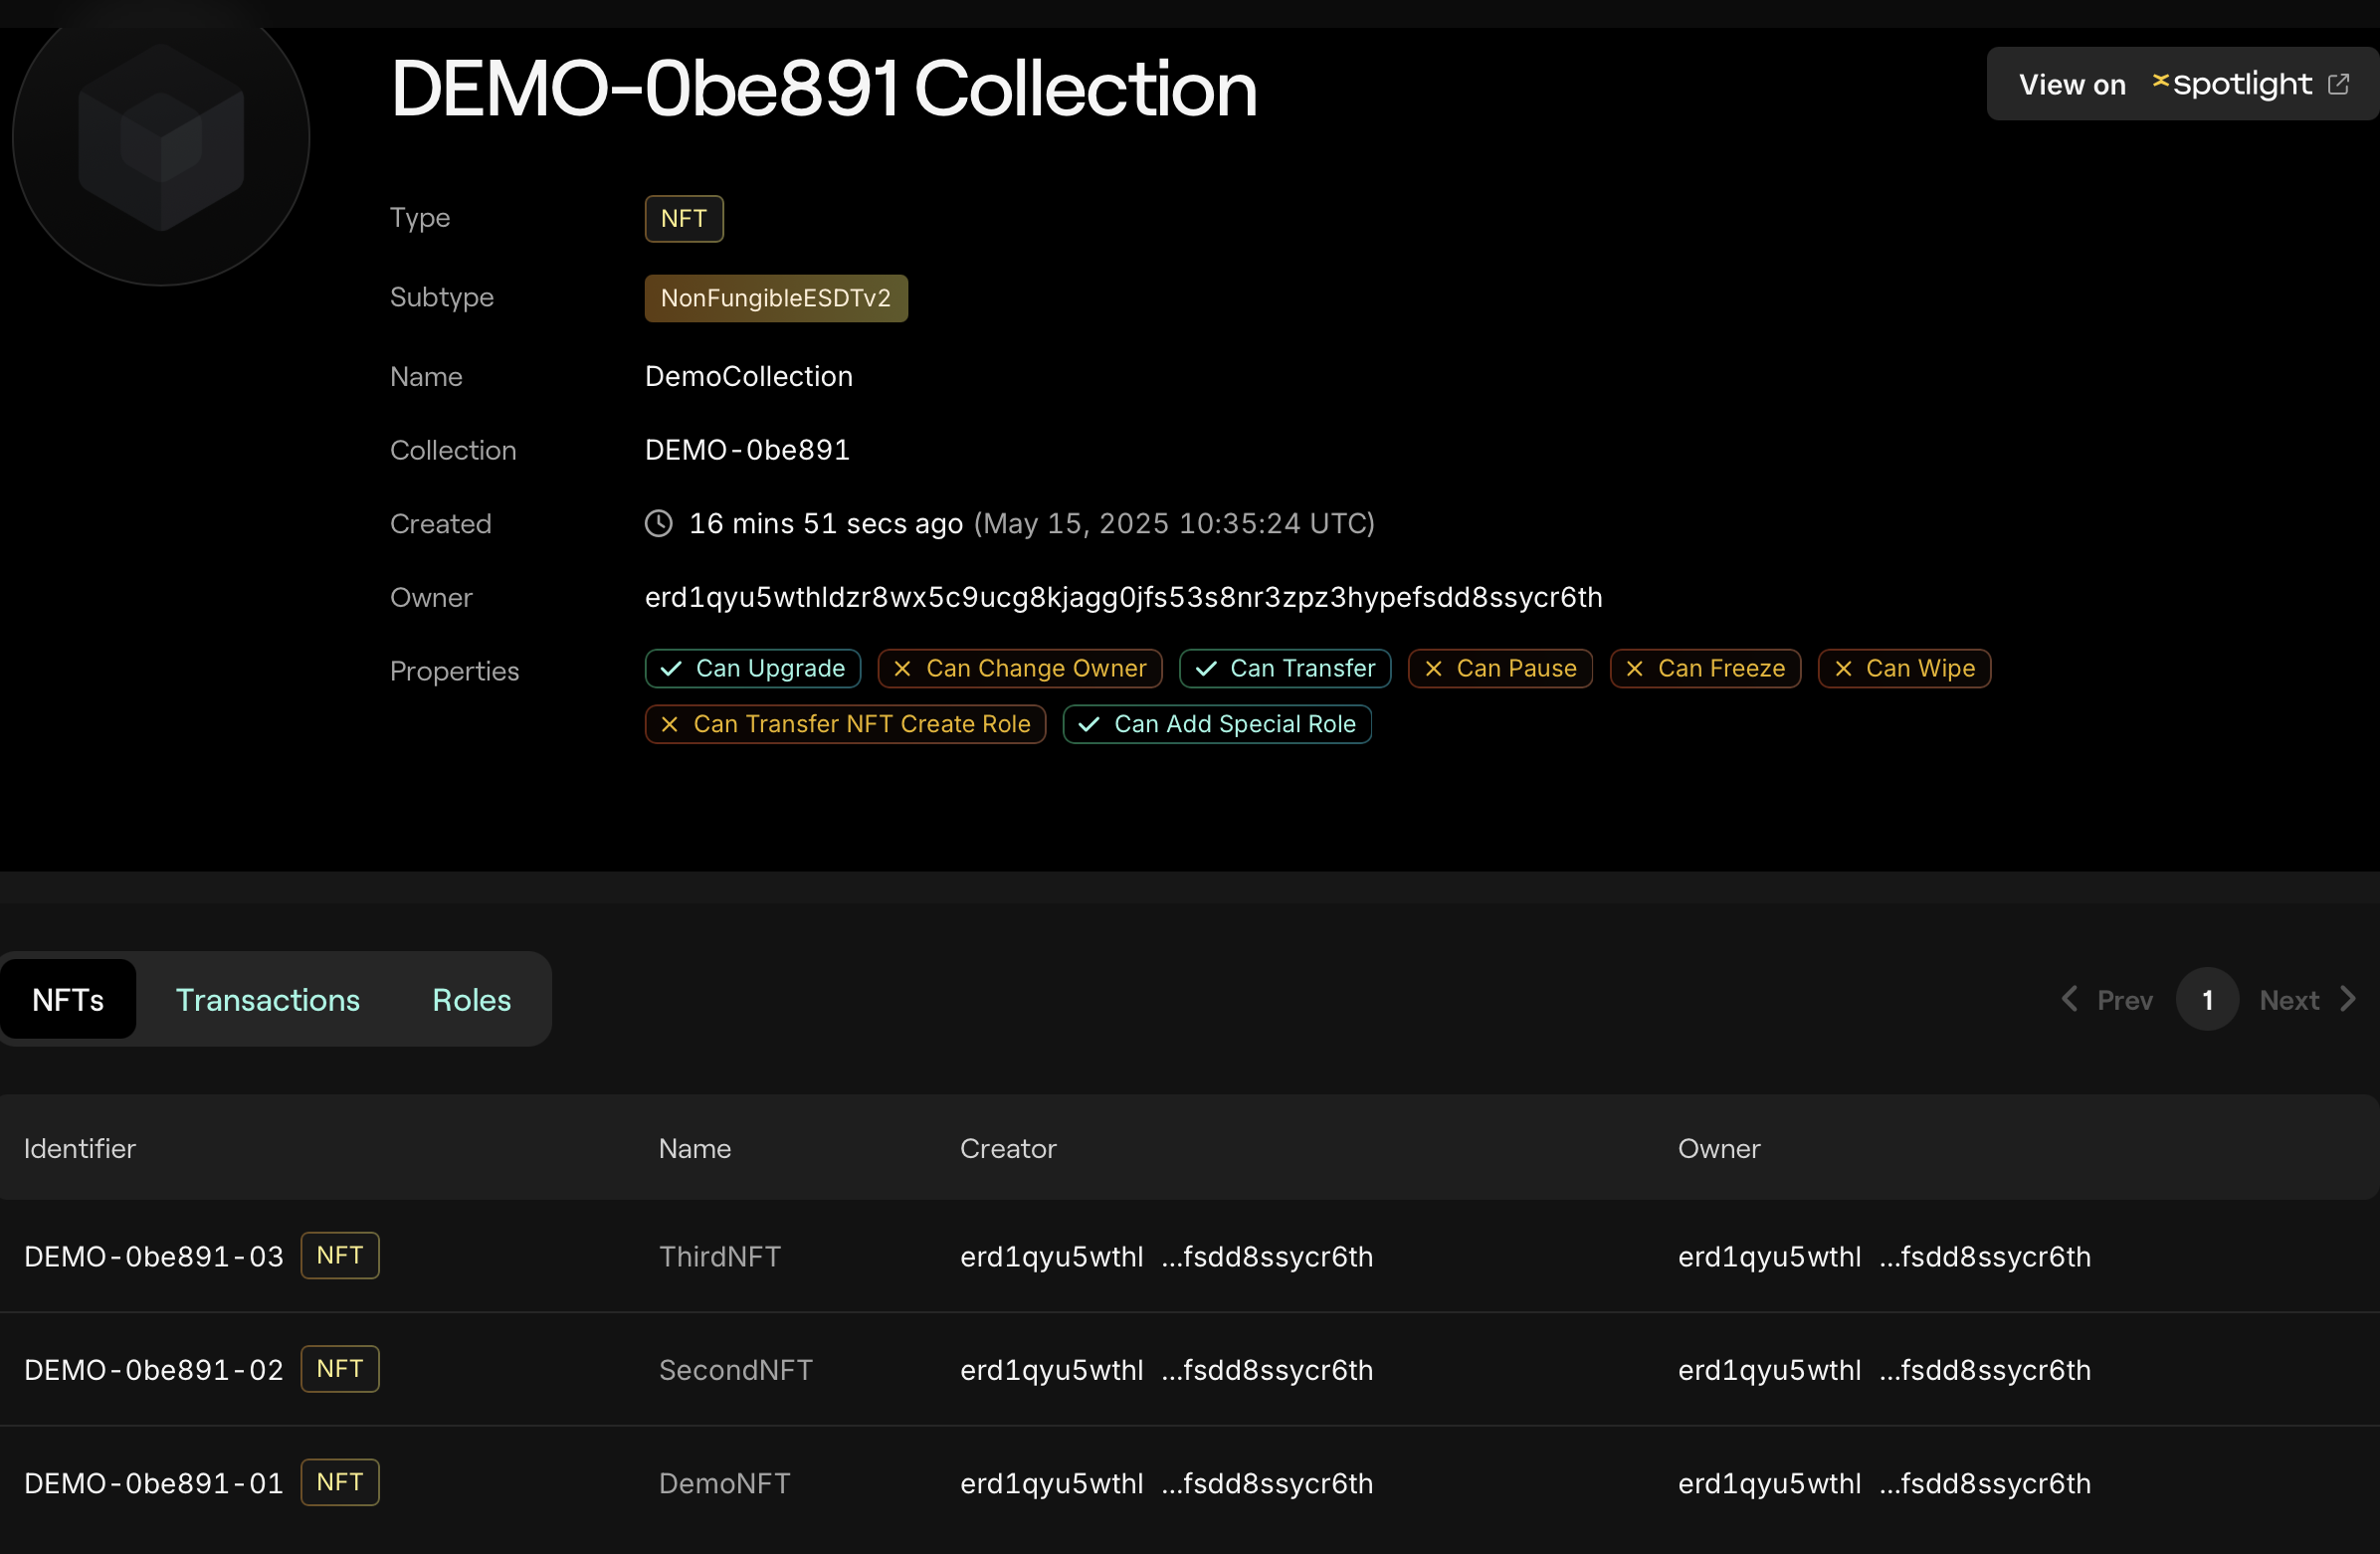 DEMO-0be891 Collection
View on spotlight
Type NFT
Subtype NonFungibleESDTv2
Name DemoCollection
Collection DEMO-0be891
Created 16 mins 51 secs ago (May 15, 2025 10:35:24 UTC)
Owner erd1qyu5wthldzr8wx5c9ucg8kjagg0jfs53s8nr3zpz3hypefsdd8ssycr6th
Properties Can Upgrade Can Change Owner Can Transfer Can Pause Can Freeze Can Wipe
Can Transfer NFT Create Role Can Add Special Role
NFTs Transactions Roles Prev 1 Next
Identifier Name Creator Owner
DEMO-0be891-03 NFT ThirdNFT erd1qyu5wthl ...fsdd8ssycr6th erd1qyu5wthl ...fsdd8ssycr6th
DEMO-0be891-02 NFT SecondNFT erd1qyu5wthl ...fsdd8ssycr6th erd1qyu5wthl ...fsdd8ssycr6th
DEMO-0be891-01 NFT DemoNFT erd1qyu5wthl ...fsdd8ssycr6th erd1qyu5wthl ...fsdd8ssycr6th